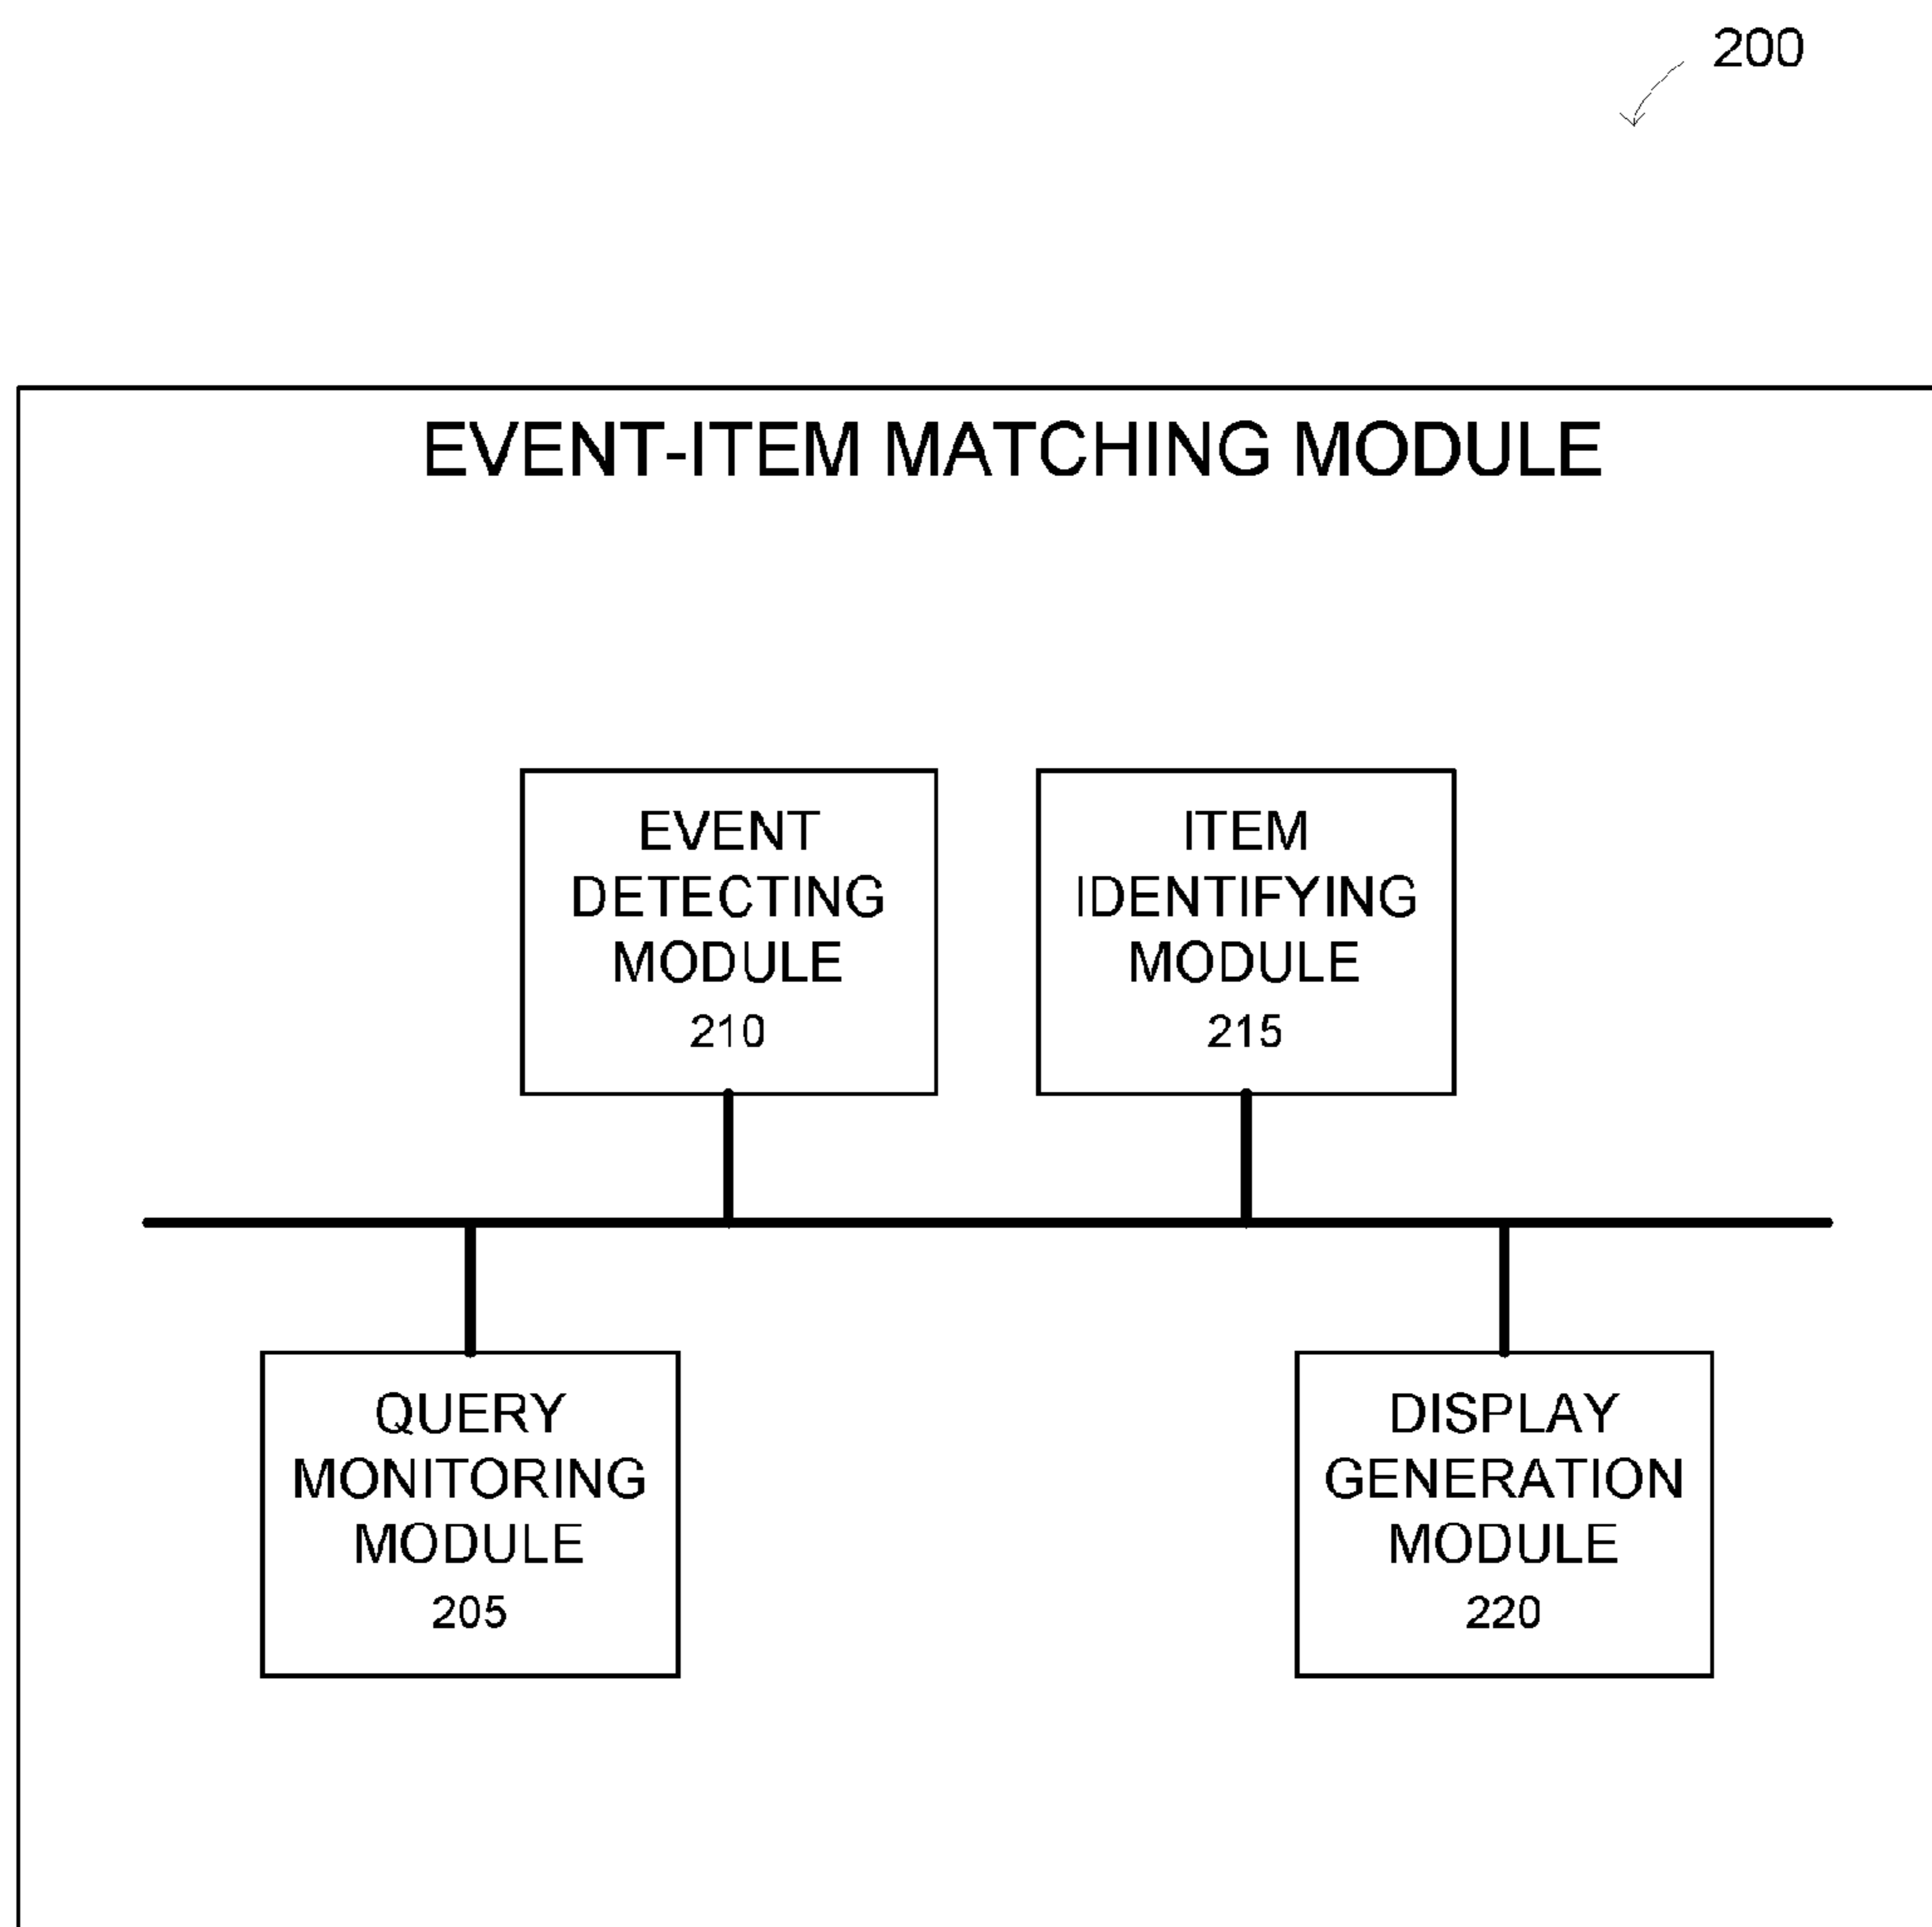 200
EVENT-ITEM MATCHING MODULE
EVENT
DETECTING
MODULE
210
ITEM
IDENTIFYING
MODULE
215
QUERY
MONITORING
MODULE
205
DISPLAY
GENERATION
MODULE
220